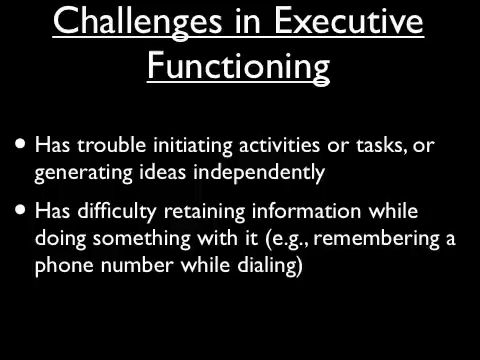 Challenges in Executive
Functioning
• Has trouble initiating activities or tasks, or
generating ideas independently
• Has difficulty retaining information while
doing something with it (e.g., remembering a
phone number while dialing)